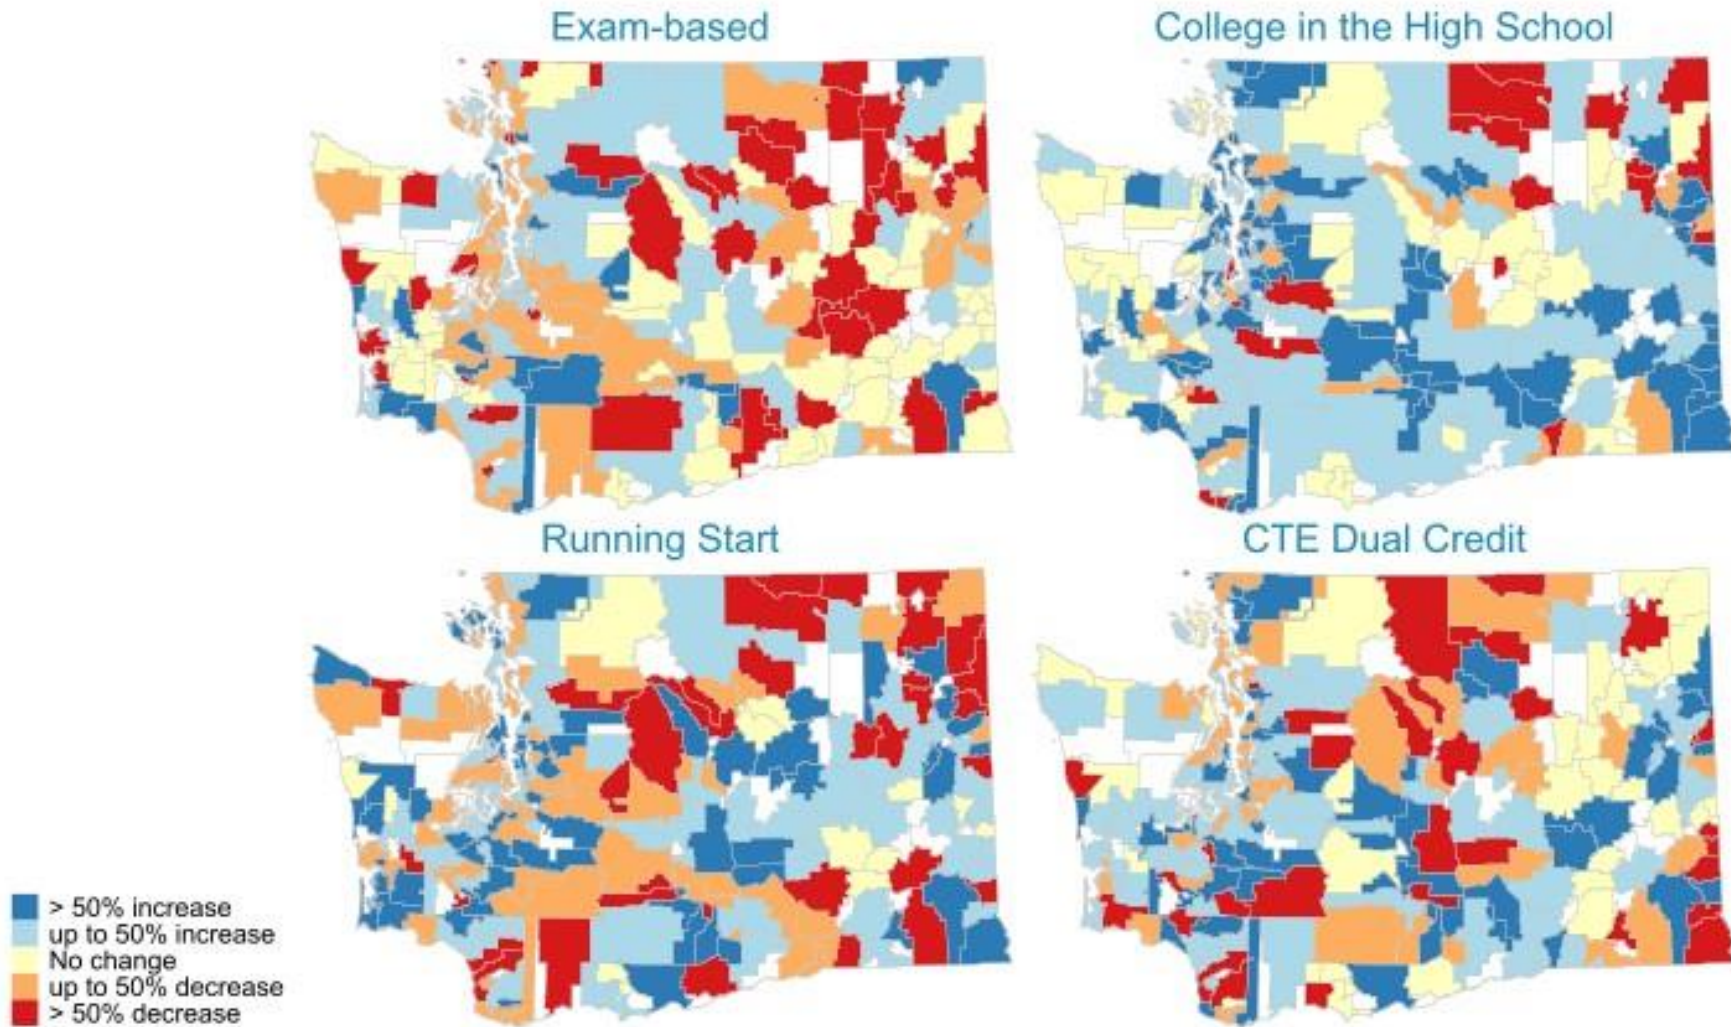 Exam-based
College in the High School
Running Start
CTE Dual Credit
> 50% increase
up to 50% increase
No change
up to 50% decrease
> 50% decrease